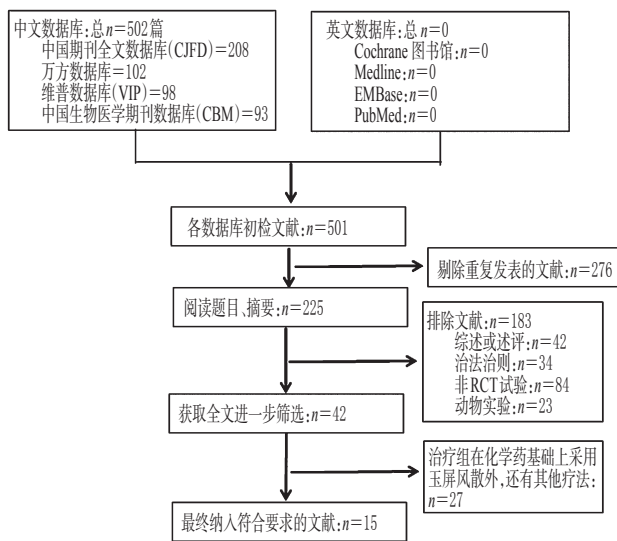 中文数据库:总n=502篇
中国期刊全文数据库(CJFD)=208
万方数据库=102
维普数据库(VIP)=98
中国生物医学期刊数据库(CBM)=93
英文数据库:总n=0
Cochrane 图书馆:n=0
Medline:n=0
EMBase:n=0
PubMed:n=0
各数据库初检文献:n=501
剔除重复发表的文献:n=276
阅读题目、摘要:n=225
排除文献:n=183
综述或述评:n=42
治法治则:n=34
非RCT试验:n=84
动物实验:n=23
获取全文进一步筛选:n=42
治疗组在化学药基础上采用
玉屏风散外,还有其他疗法:
n=27
最终纳入符合要求的文献:n=15